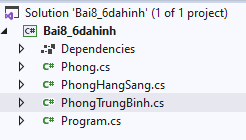 Solution 'Bai8_6dahinh' (1 of 1 project)
C# Bai8_6dahinh
Dependencies
C# Phong.cs
C# PhongHangSang.cs
C# PhongTrungBinh.cs
C# Program.cs